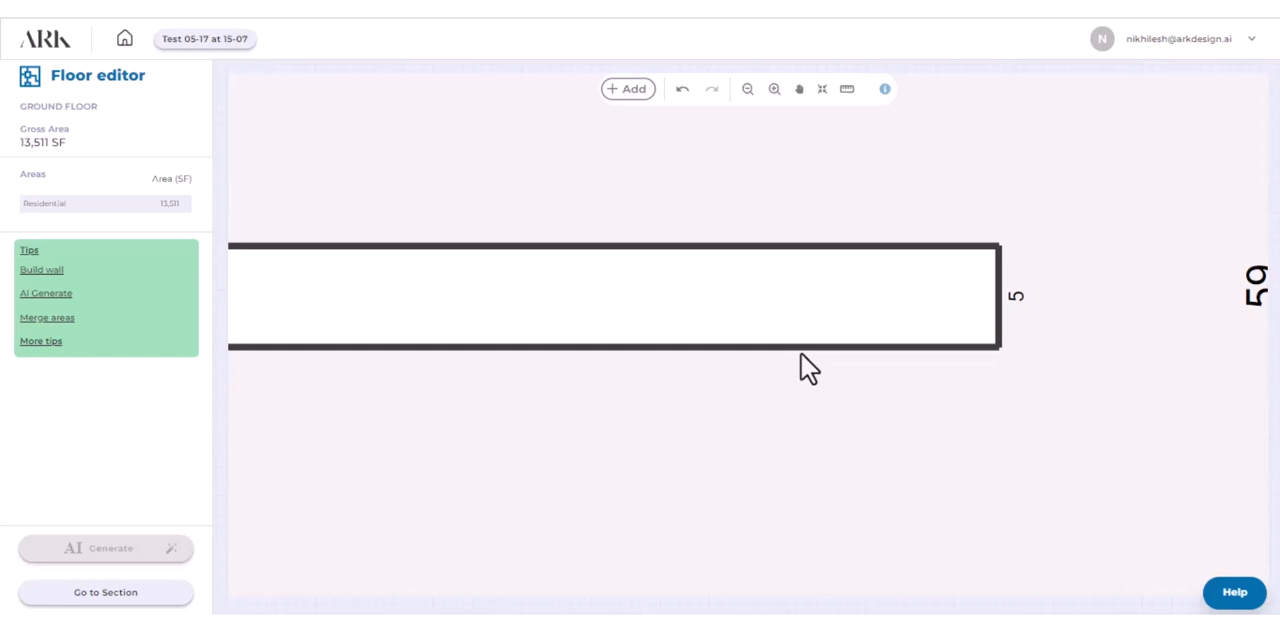 ARK
Test 05-17 at 15-07
N
nikhilesh@arkdesign.ai
Floor editor
GROUND FLOOR
Gross Area
13,511 SF
Areas
Area (SF)
Residential
13,511
Tips
Build wall
AI Generate
Merge areas
More tips
AI Generate
Go to Section
+ Add
i
5
59
Help